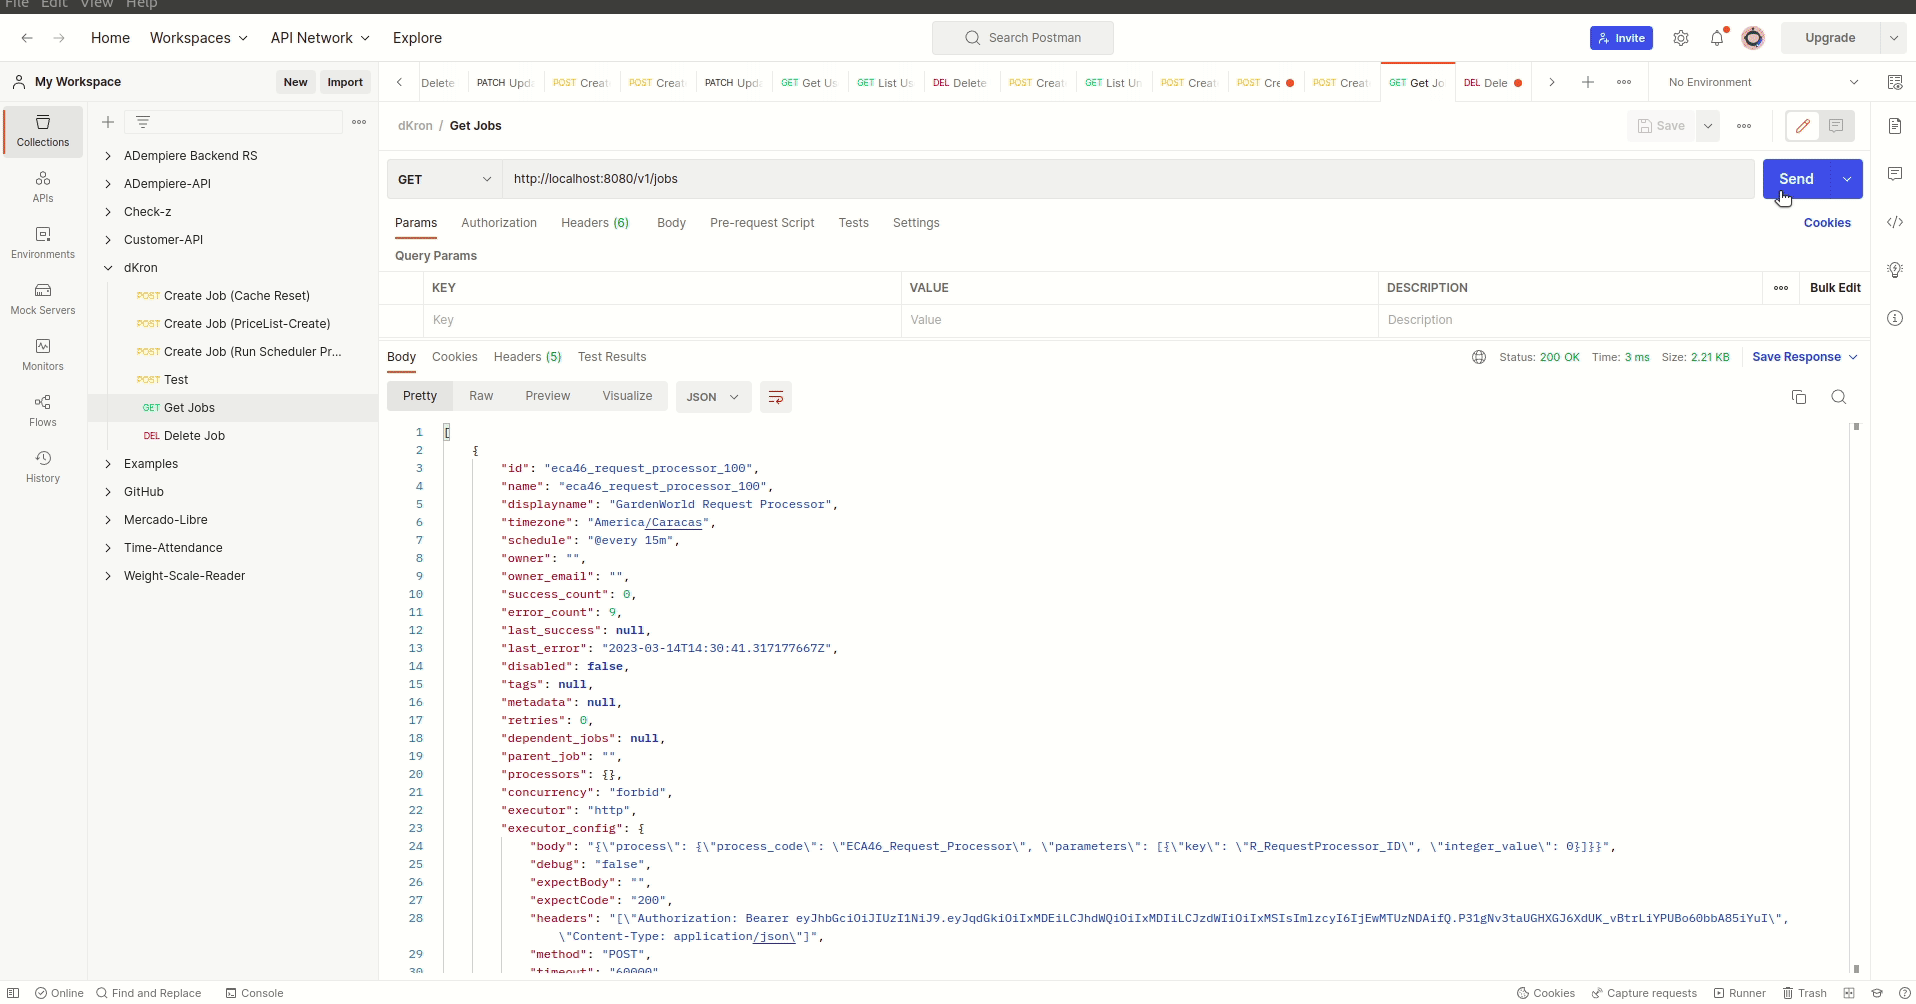 File Edit View Help
Home Workspaces API Network Explore Search Postman Invite Upgrade
My Workspace New Import
Delete PATCH Upd POST Creat POST Creat PATCH Upd GET Get Us GET List Us DEL Delete POST Creat GET List Un POST Creat POST Cre POST Creat GET Get Jo DEL Dele No Environment
Collections
APIs
Environments
Mock Servers
Monitors
Flows
History
ADempiere Backend RS
ADempiere-API
Check-z
Customer-API
dKron
POST Create Job (Cache Reset)
POST Create Job (PriceList-Create)
POST Create Job (Run Scheduler Pr...
POST Test
GET Get Jobs
DEL Delete Job
Examples
GitHub
Mercado-Libre
Time-Attendance
Weight-Scale-Reader
dKron / Get Jobs Save
GET http://localhost:8080/v1/jobs Send
Params Authorization Headers (6) Body Pre-request Script Tests Settings Cookies
Query Params
KEY VALUE DESCRIPTION Bulk Edit
Key Value Description
Body Cookies Headers (5) Test Results Status: 200 OK Time: 3 ms Size: 2.21 KB Save Response
Pretty Raw Preview Visualize JSON
1 [
2 {
3 "id": "eca46_request_processor_100",
4 "name": "eca46_request_processor_100",
5 "displayname": "GardenWorld Request Processor",
6 "timezone": "America/Caracas",
7 "schedule": "@every 15m",
8 "owner": "",
9 "owner_email": "",
10 "success_count": 0,
11 "error_count": 9,
12 "last_success": null,
13 "last_error": "2023-03-14T14:30:41.317177667Z",
14 "disabled": false,
15 "tags": null,
16 "metadata": null,
17 "retries": 0,
18 "dependent_jobs": null,
19 "parent_job": "",
20 "processors": {},
21 "concurrency": "forbid",
22 "executor": "http",
23 "executor_config": {
24 "body": "{\"process\": {\"process_code\": \"ECA46_Request_Processor\", \"parameters\": [{\"key\": \"R_RequestProcessor_ID\", \"integer_value\": 0}]}}",
25 "debug": "false",
26 "expectBody": "",
27 "expectCode": "200",
28 "headers": "[\"Authorization: Bearer eyJhbGciOiJIUzI1NiJ9.eyJqdGkiOiIxMDEiLCJhdWQiOiIxMDIiLCJzdWIiOiIxMSIsImlzcyI6IjEwMTUzNDAifQ.P31gNv3taUGHXGJ6XdUK_vBtrLiYPUBo60bbA85iYuI\",
\"Content-Type: application/json\"]",
29 "method": "POST",
30 "timeout": "60000"
Online Find and Replace Console Cookies Capture requests Runner Trash